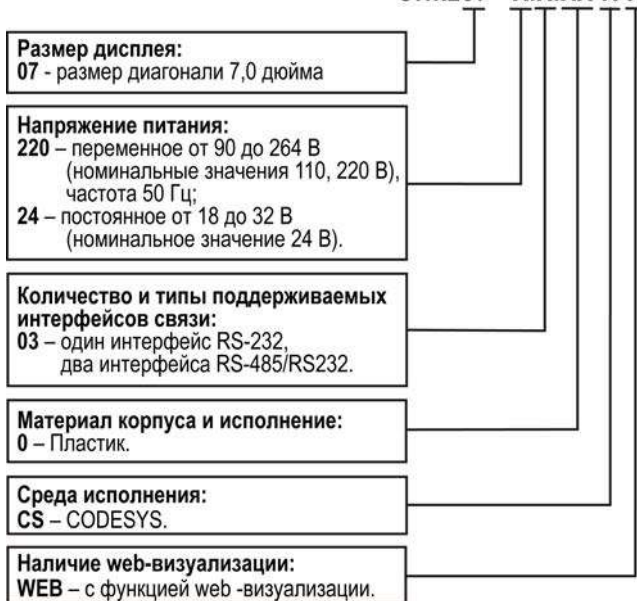 Размер дисплея:
07 - размер диагонали 7,0 дюйма
Напряжение питания:
220 – переменное от 90 до 264 В
(номинальные значения 110, 220 В),
частота 50 Гц;
24 – постоянное от 18 до 32 В
(номинальное значение 24 В).
Количество и типы поддерживаемых
интерфейсов связи:
03 – один интерфейс RS-232,
два интерфейса RS-485/RS232.
Материал корпуса и исполнение:
0 – Пластик.
Среда исполнения:
CS – CODESYS.
Наличие web-визуализации:
WEB – с функцией web -визуализации.